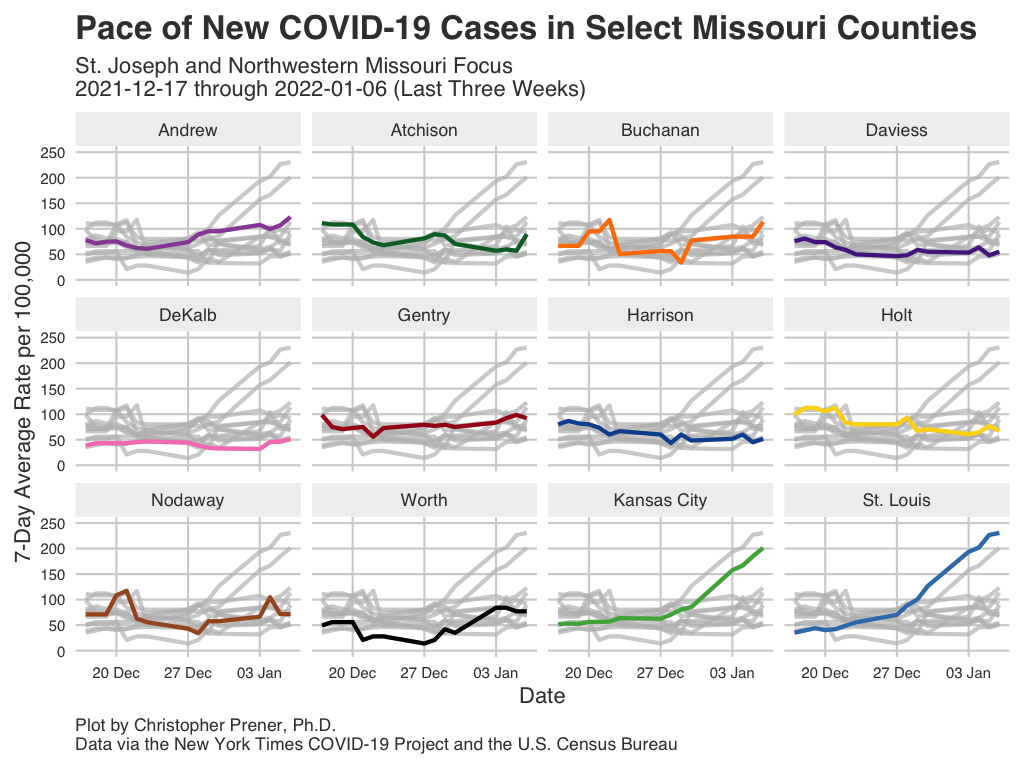 Pace of New COVID-19 Cases in Select Missouri Counties
St. Joseph and Northwestern Missouri Focus
2021-12-17 through 2022-01-06 (Last Three Weeks)
7-Day Average Rate per 100,000
Andrew Atchison Buchanan Daviess
250
200
150
100
50
0
DeKalb Gentry Harrison Holt
250
200
150
100
50
0
Nodaway Worth Kansas City St. Louis
250
200
150
100
50
0
20 Dec 27 Dec 03 Jan 20 Dec 27 Dec 03 Jan 20 Dec 27 Dec 03 Jan 20 Dec 27 Dec 03 Jan
Date
Plot by Christopher Prener, Ph.D.
Data via the New York Times COVID-19 Project and the U.S. Census Bureau